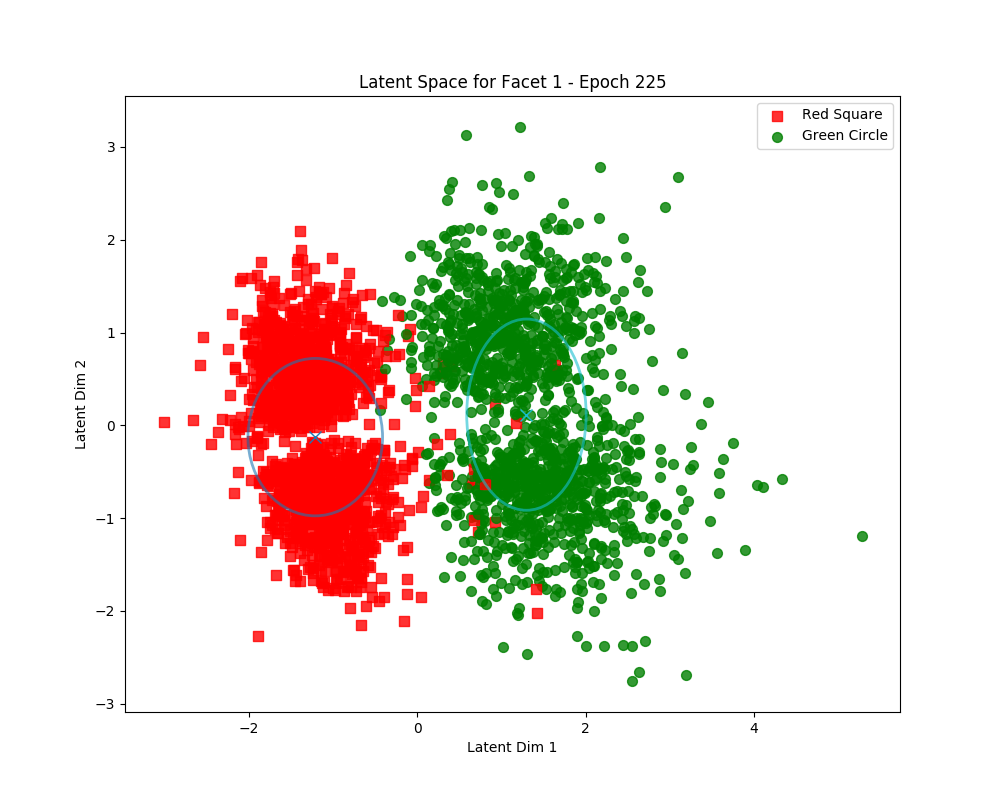 Latent Space for Facet 1 - Epoch 225
Red Square
Green Circle
3
2
1
0
−1
−2
−3
Latent Dim 2
−2
0
2
4
Latent Dim 1